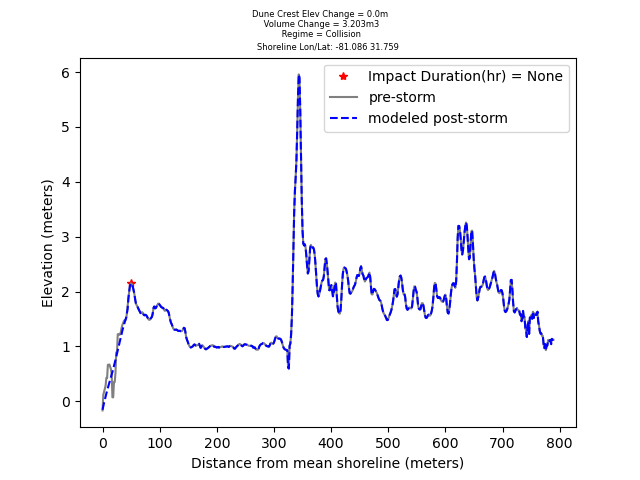 Dune Crest Elev Change = 0.0m
Volume Change = 3.203m3
Regime = Collision
Shoreline Lon/Lat: -81.086 31.759
Impact Duration(hr) = None
pre-storm
modeled post-storm
6
5
4
3
2
1
0
Elevation (meters)
0 100 200 300 400 500 600 700 800
Distance from mean shoreline (meters)